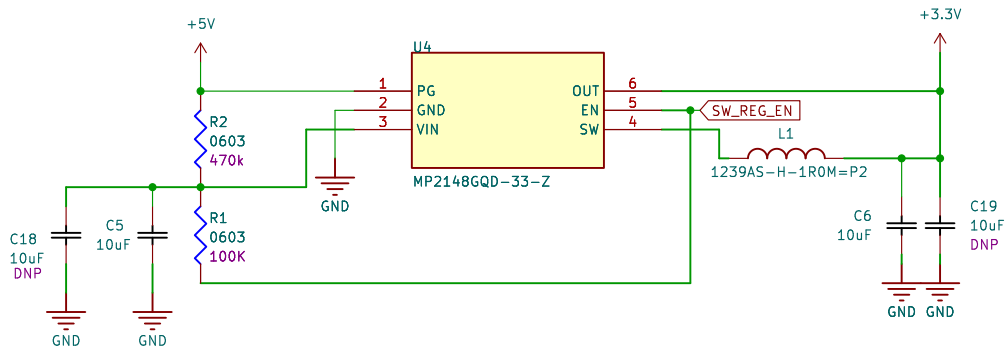 +5V
+3.3V
U4
1
PG
2
GND
3
VIN
OUT
6
EN
5
SW
4
SW_REG_EN
MP2148GQD-33-Z
L1
1239AS-H-1R0M=P2
R2
0603
470k
GND
R1
0603
100K
C18
10uF
DNP
C5
10uF
C6
10uF
C19
10uF
DNP
GND
GND
GND
GND